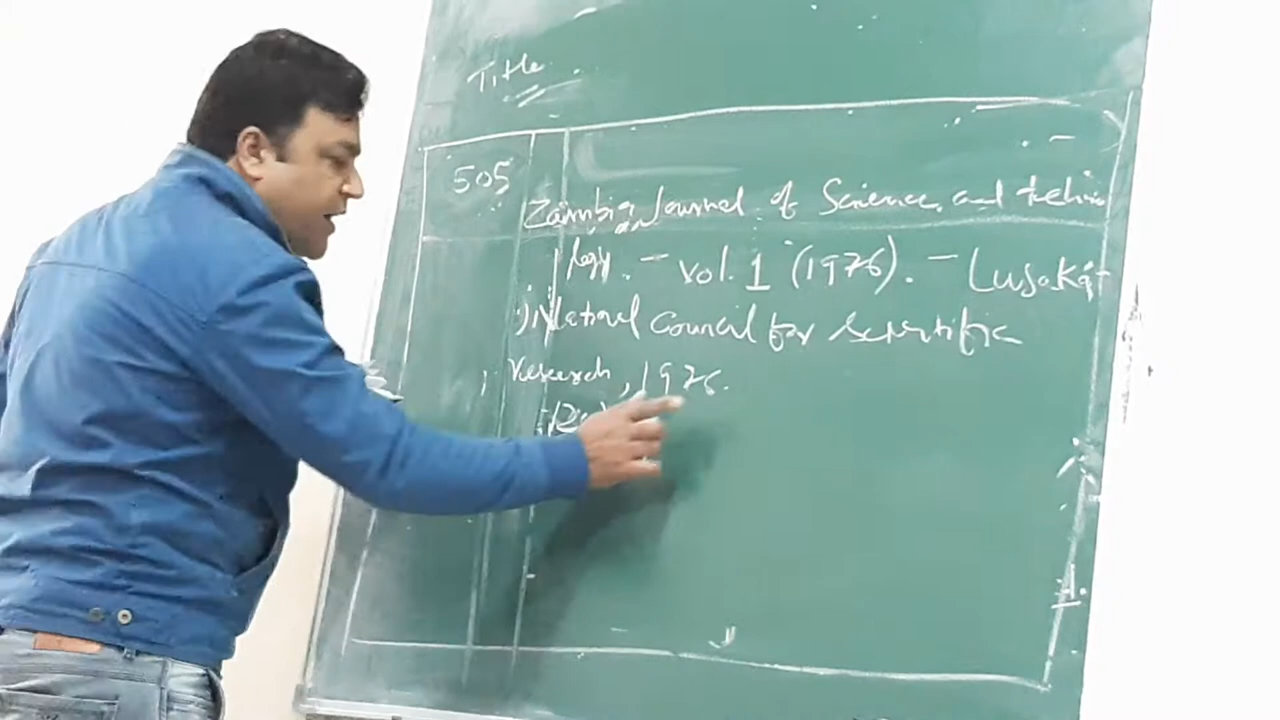 Title
505
Zambia Journal of Science and techno
logy. – vol. 1 (1976). – Lusaka :
National Council for Scientific
research, 1976.